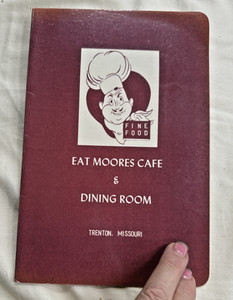 FINE
FOOD
EAT MOORES CAFE
&
DINING ROOM
TRENTON, MISSOURI